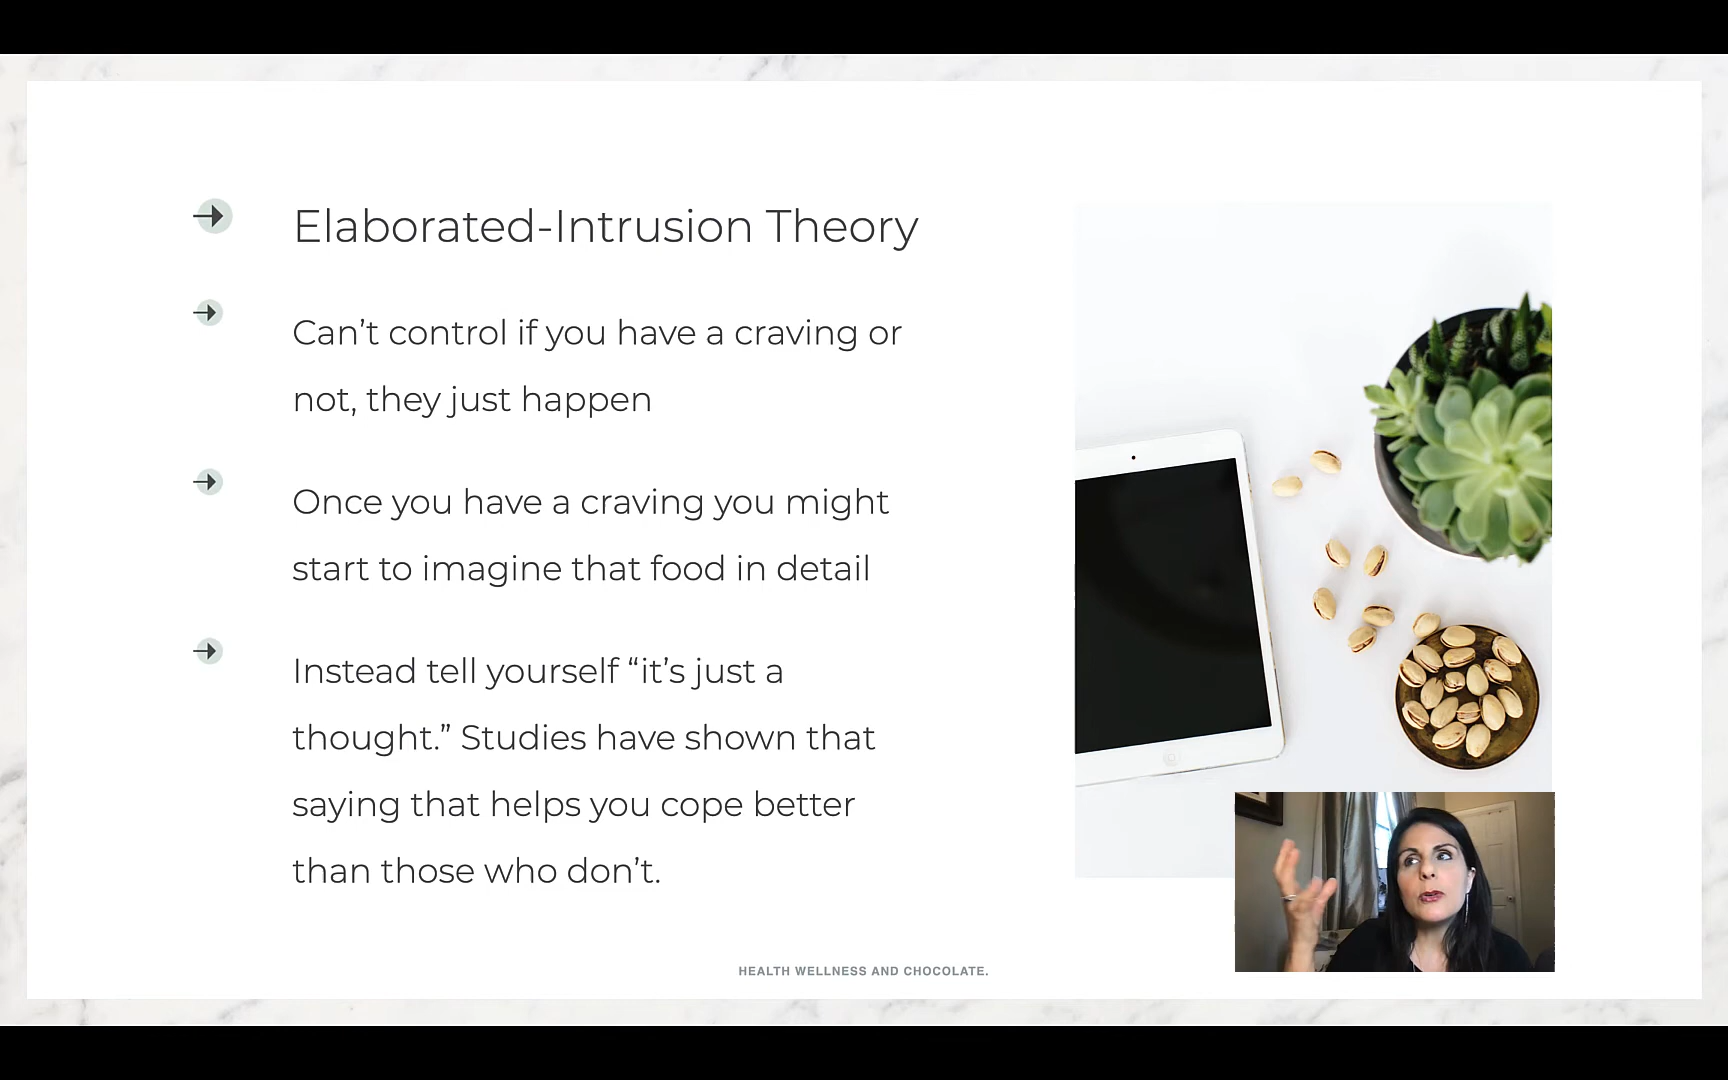 Elaborated-Intrusion Theory
Can’t control if you have a craving or
not, they just happen
Once you have a craving you might
start to imagine that food in detail
Instead tell yourself “it’s just a
thought.” Studies have shown that
saying that helps you cope better
than those who don’t.
HEALTH WELLNESS AND CHOCOLATE.